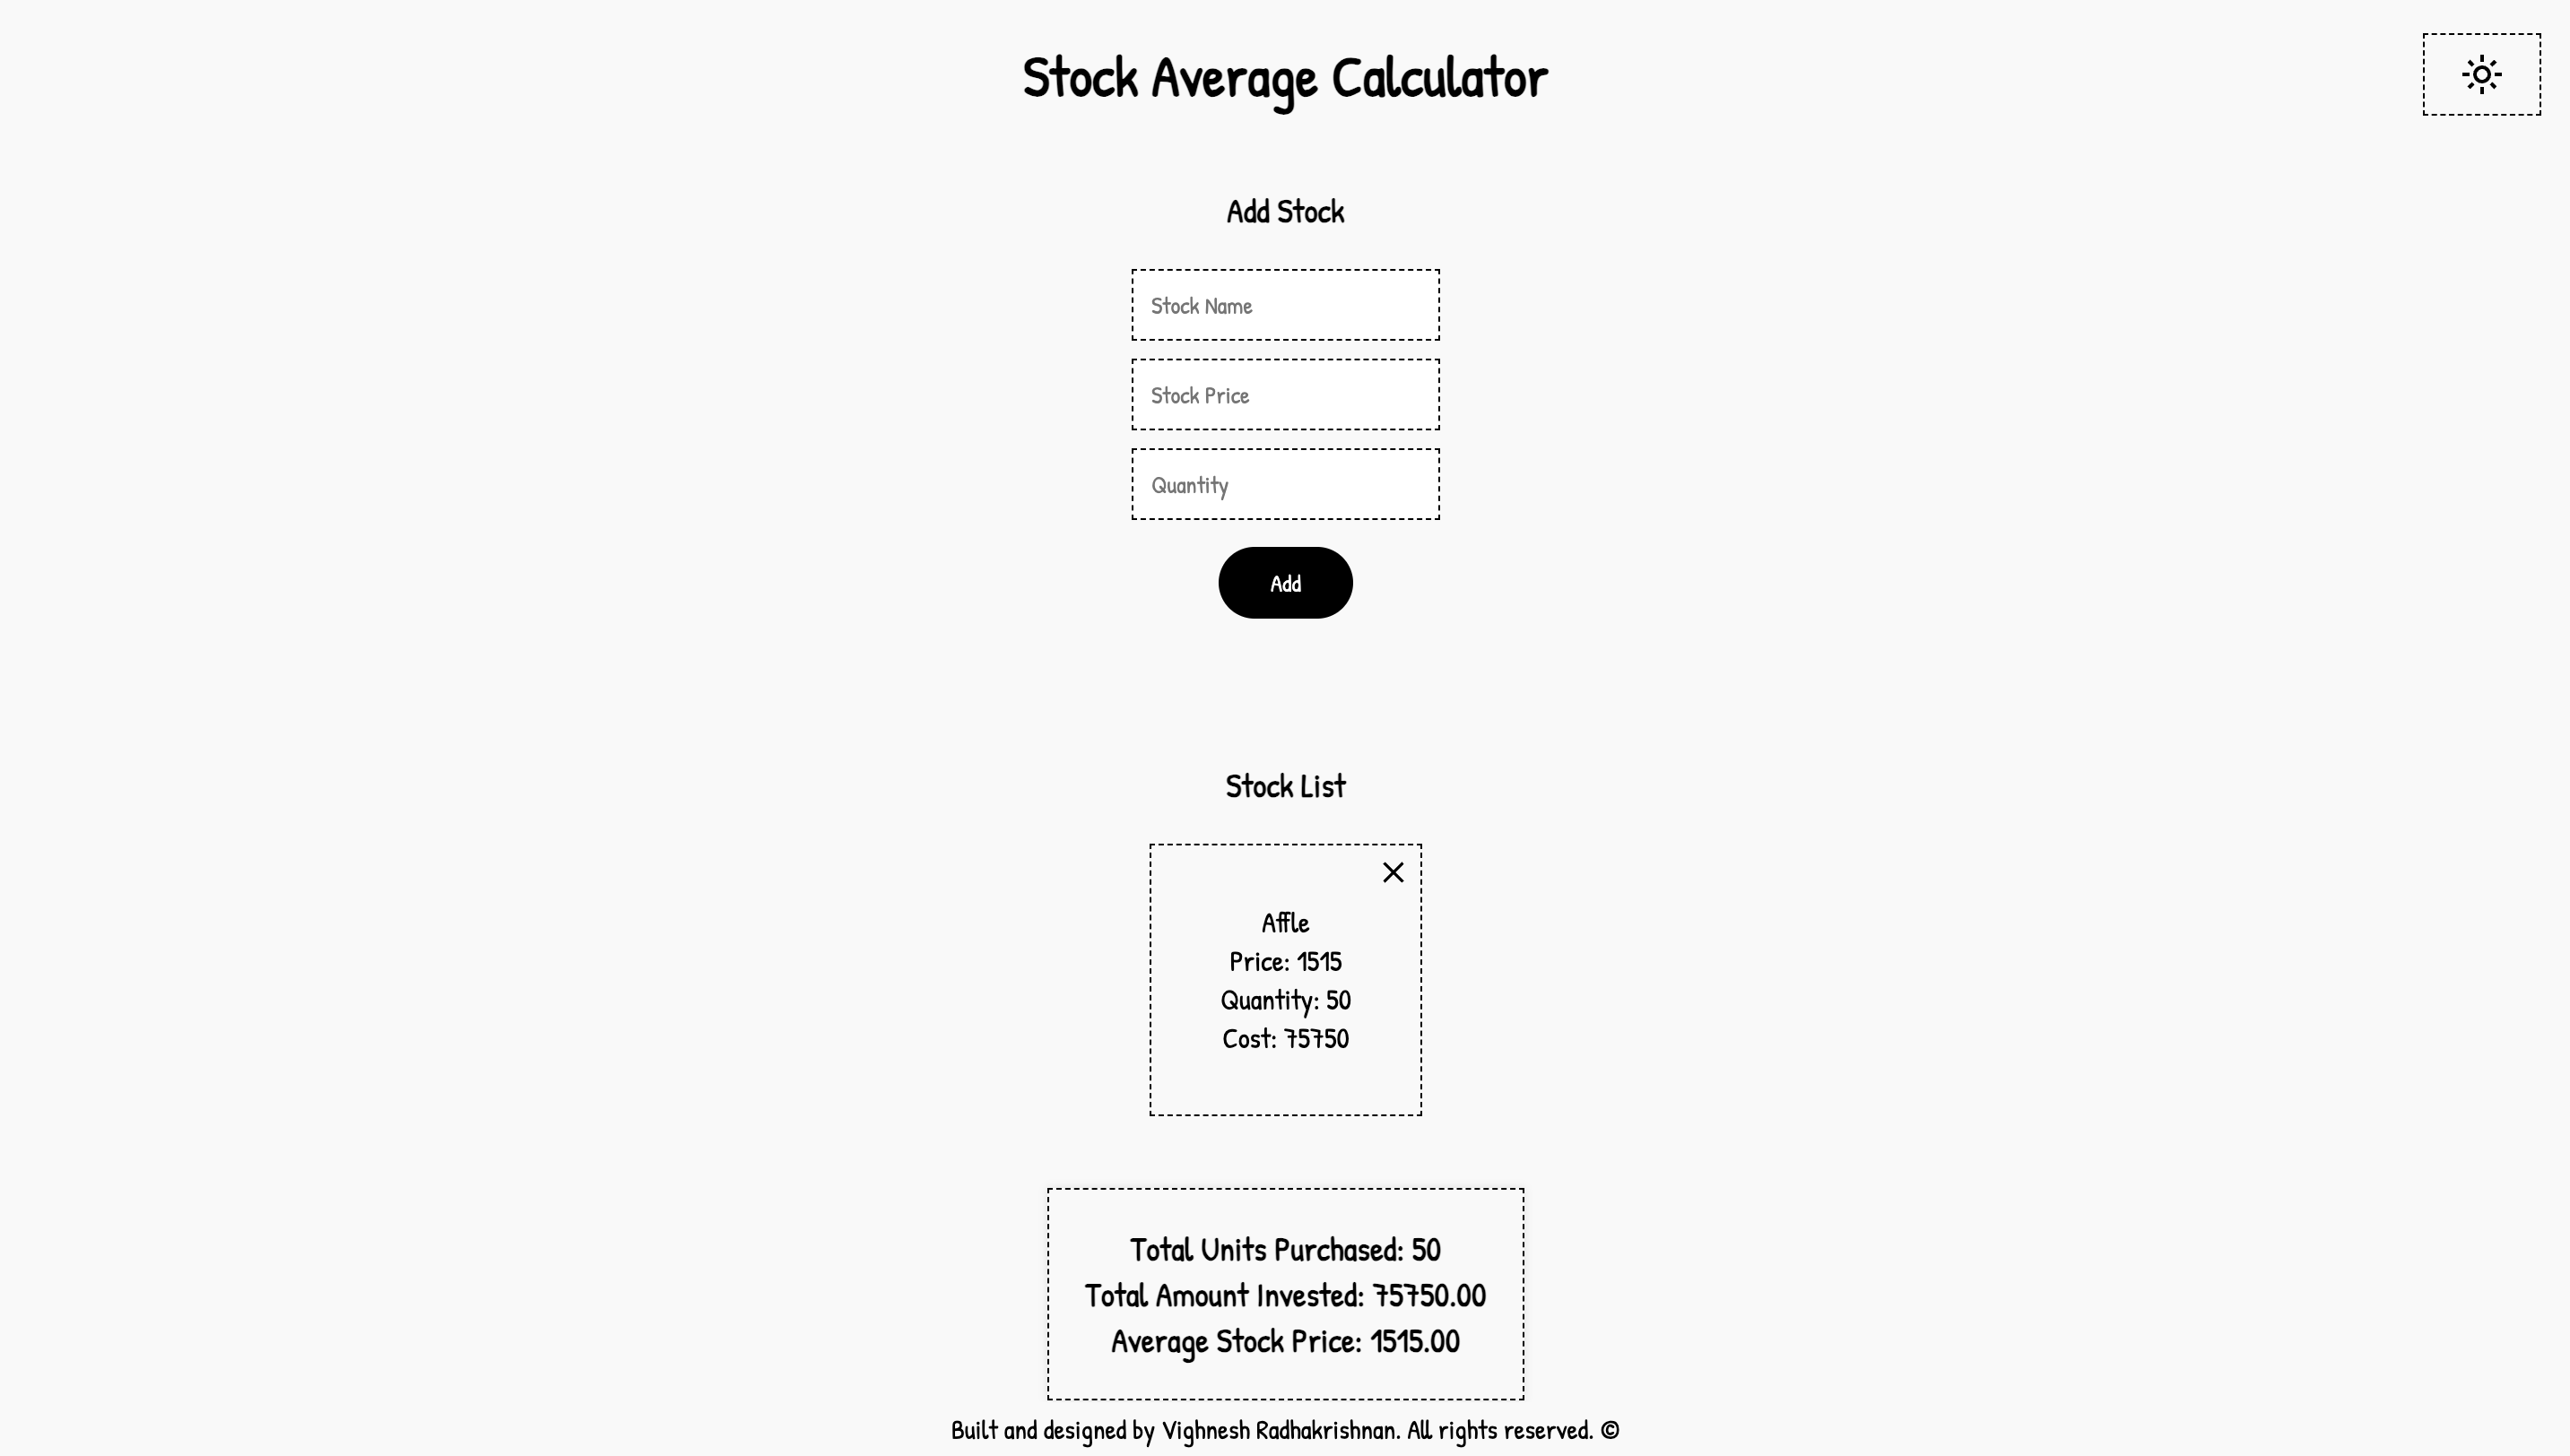 Stock Average Calculator
Add Stock
Stock Name
Stock Price
Quantity
Add
Stock List
Affle
Price: 1515
Quantity: 50
Cost: 75750
Total Units Purchased: 50
Total Amount Invested: 75750.00
Average Stock Price: 1515.00
Built and designed by Vighnesh Radhakrishnan. All rights reserved. ©